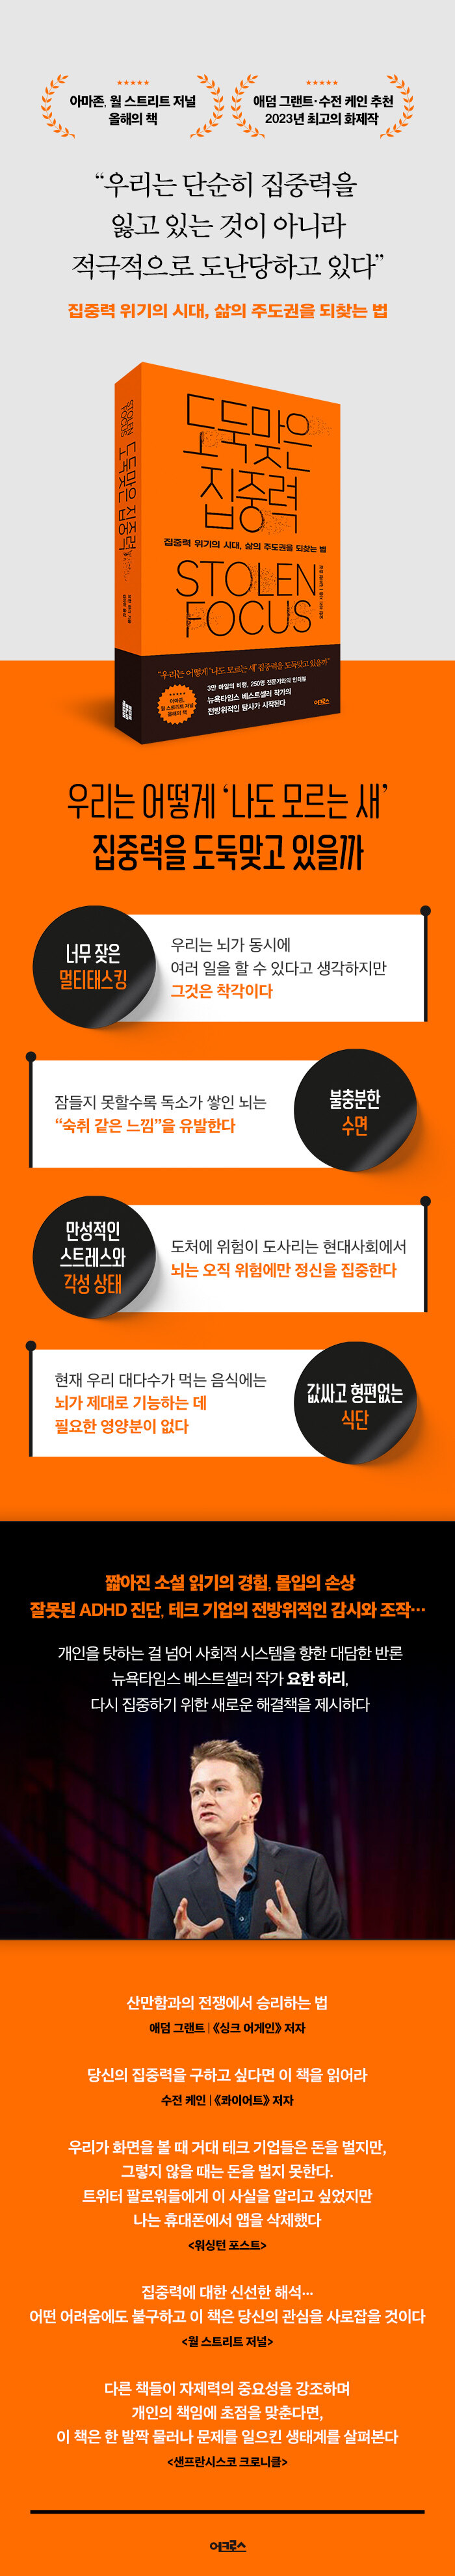 아마존, 월 스트리트 저널
올해의 책
애덤 그랜트·수전 케인 추천
2023년 최고의 화제작
“우리는 단순히 집중력을
잃고 있는 것이 아니라
적극적으로 도난당하고 있다”
집중력 위기의 시대, 삶의 주도권을 되찾는 법
STOLEN FOCUS
도둑맞은 집중력
도둑맞은
집중력
집중력 위기의 시대, 삶의 주도권을 되찾는 법
STOLEN
FOCUS
“우리는 어떻게 ‘나도 모르는 새’ 집중력을 도둑맞고 있을까”
아마존,
월 스트리트 저널
올해의 책
3만 마일의 비행, 250명 전문가와의 인터뷰
뉴욕타임스 베스트셀러 작가의
전방위적인 탐사가 시작된다
어크로스
우리는 어떻게 ‘나도 모르는 새’
집중력을 도둑맞고 있을까
너무 잦은
멀티태스킹
우리는 뇌가 동시에
여러 일을 할 수 있다고 생각하지만
그것은 착각이다
잠들지 못할수록 독소가 쌓인 뇌는
“숙취 같은 느낌”을 유발한다
불충분한
수면
만성적인
스트레스와
각성 상태
도처에 위험이 도사리는 현대사회에서
뇌는 오직 위험에만 정신을 집중한다
현재 우리 대다수가 먹는 음식에는
뇌가 제대로 기능하는 데
필요한 영양분이 없다
값싸고 형편없는
식단
짧아진 소설 읽기의 경험, 몰입의 손상
잘못된 ADHD 진단, 테크 기업의 전방위적인 감시와 조작…
개인을 탓하는 걸 넘어 사회적 시스템을 향한 대담한 반론
뉴욕타임스 베스트셀러 작가 요한 하리,
다시 집중하기 위한 새로운 해결책을 제시하다
산만함과의 전쟁에서 승리하는 법
애덤 그랜트 | 《싱크 어게인》 저자
당신의 집중력을 구하고 싶다면 이 책을 읽어라
수전 케인 | 《콰이어트》 저자
우리가 화면을 볼 때 거대 테크 기업들은 돈을 벌지만,
그렇지 않을 때는 돈을 벌지 못한다.
트위터 팔로워들에게 이 사실을 알리고 싶었지만
나는 휴대폰에서 앱을 삭제했다
<워싱턴 포스트>
집중력에 대한 신선한 해석…
어떤 어려움에도 불구하고 이 책은 당신의 관심을 사로잡을 것이다
<월 스트리트 저널>
다른 책들이 자제력의 중요성을 강조하며
개인의 책임에 초점을 맞춘다면,
이 책은 한 발짝 물러나 문제를 일으킨 생태계를 살펴본다
<샌프란시스코 크로니클>
어크로스